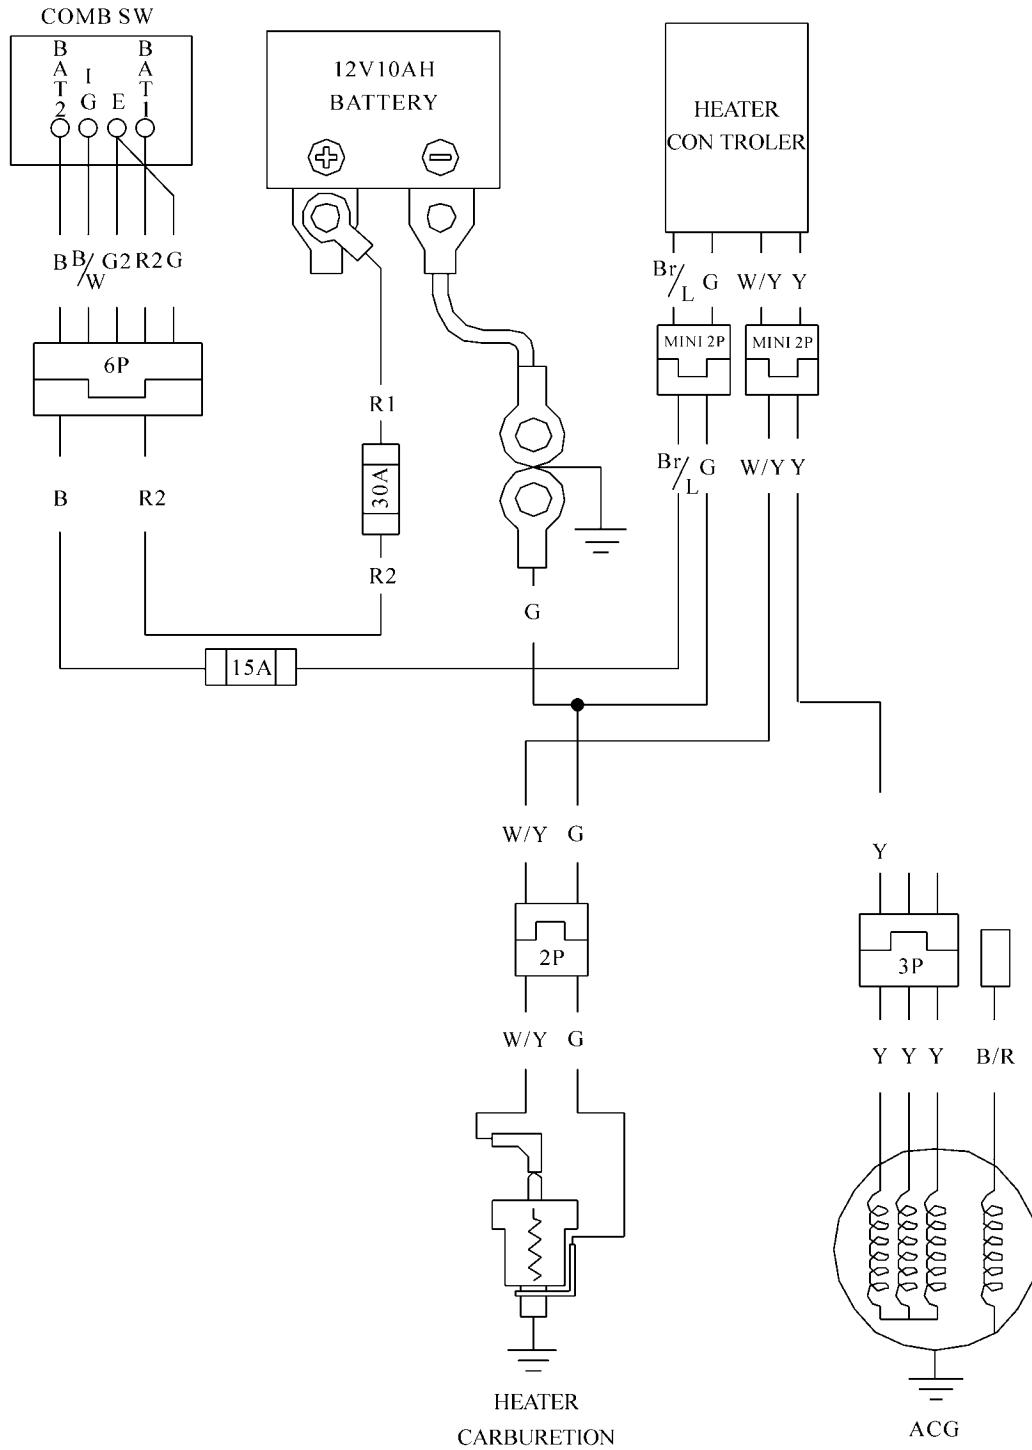 COMB SW
BAT2
IG
E
BAT1
12V10AH
BATTERY
HEATER
CON TROLER
B
B/W
G2
R2
G
Br/L
G
W/Y
Y
6P
MINI 2P
MINI 2P
R1
30A
R2
B
R2
Br/L
G
W/Y
Y
G
15A
W/Y
G
Y
2P
3P
W/Y
G
Y
Y
Y
B/R
HEATER
CARBURETION
ACG